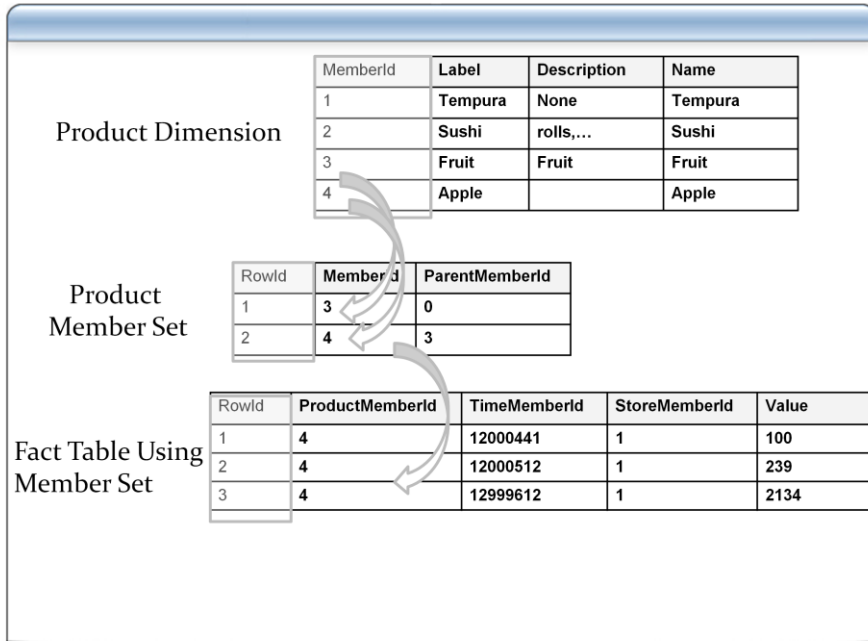 MemberId Label Description Name
1 Tempura None Tempura
Product Dimension
2 Sushi rolls,... Sushi
3 Fruit Fruit Fruit
4 Apple Apple
Product
Member Set
RowId MemberId ParentMemberId
1 3 0
2 4 3
Fact Table Using
Member Set
RowId ProductMemberId TimeMemberId StoreMemberId Value
1 4 12000441 1 100
2 4 12000512 1 239
3 4 12999612 1 2134